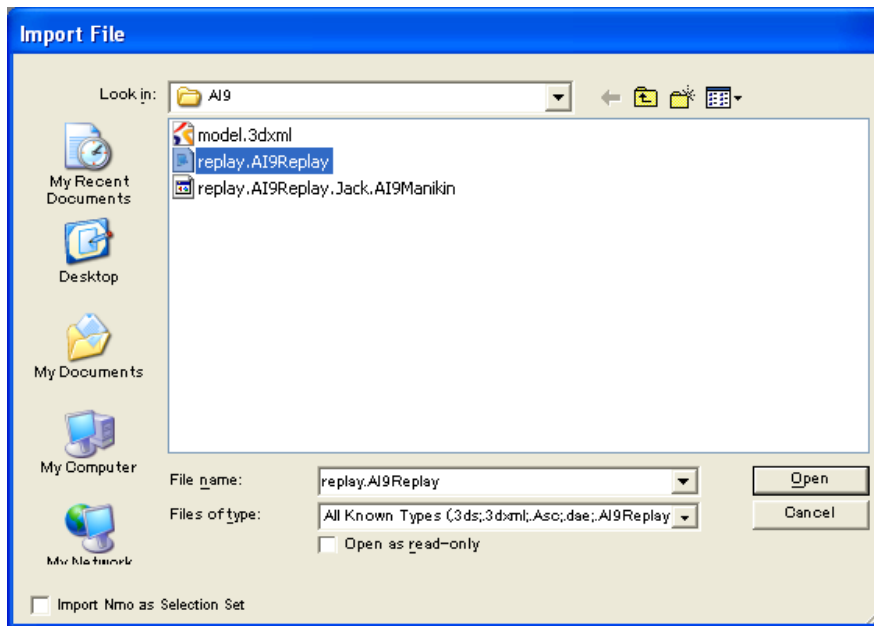 Import File
Look in:
AI9
model.3dxml
replay.AI9Replay
replay.AI9Replay.Jack.AI9Manikin
My Recent
Documents
Desktop
My Documents
My Computer
My Network
File name:
replay.AI9Replay
Open
Files of type:
All Known Types (.3ds;.3dxml;.Asc;.dae;.AI9Replay
Cancel
Open as read-only
Import Nmo as Selection Set